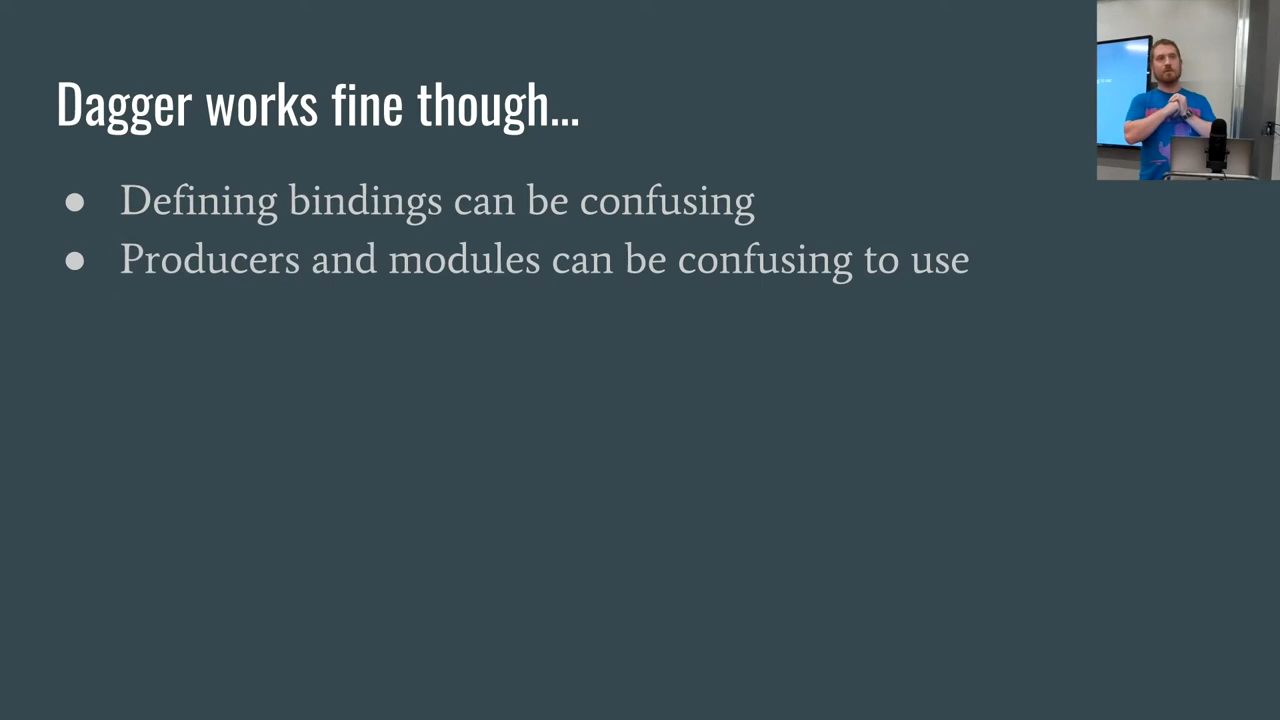 Dagger works fine though...
● Defining bindings can be confusing
● Producers and modules can be confusing to use